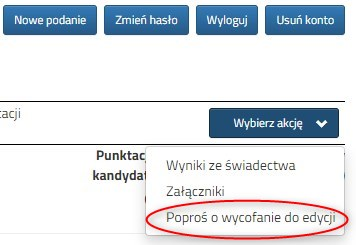 Nowe podanie Zmień hasło Wyloguj Usuń konto
Wybierz akcję
Punktac
kandydat
Wyniki ze świadectwa
Załączniki
Poproś o wycofanie do edycji